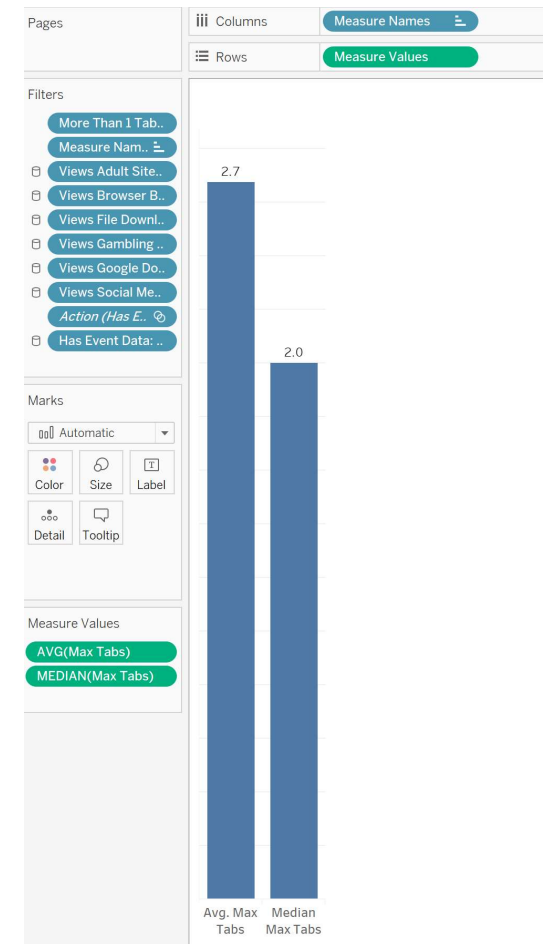 Pages
Columns
Measure Names
Rows
Measure Values
Filters
More Than 1 Tab..
Measure Nam..
Views Adult Site..
Views Browser B..
Views File Downl..
Views Gambling ..
Views Google Do..
Views Social Me..
Action (Has E..
Has Event Data: ..
Marks
Automatic
Color
Size
Label
Detail
Tooltip
Measure Values
AVG(Max Tabs)
MEDIAN(Max Tabs)
2.7
2.0
Avg. Max
Tabs
Median
Max Tabs